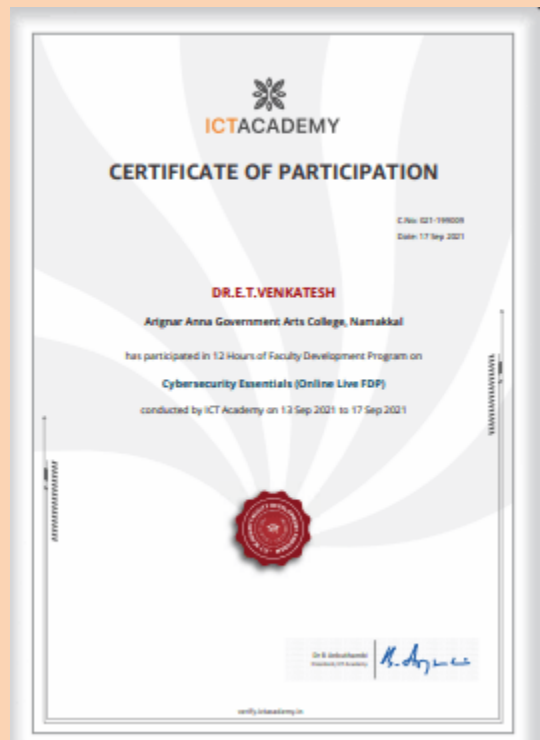 ICTACADEMY
CERTIFICATE OF PARTICIPATION
C.No: 021-199009
Date: 17 Sep 2021
DR.E.T.VENKATESH
Arignar Anna Government Arts College, Namakkal
has participated in 12 Hours of Faculty Development Program on
Cybersecurity Essentials (Online Live FDP)
conducted by ICT Academy on 13 Sep 2021 to 17 Sep 2021
verify.ictacademy.in